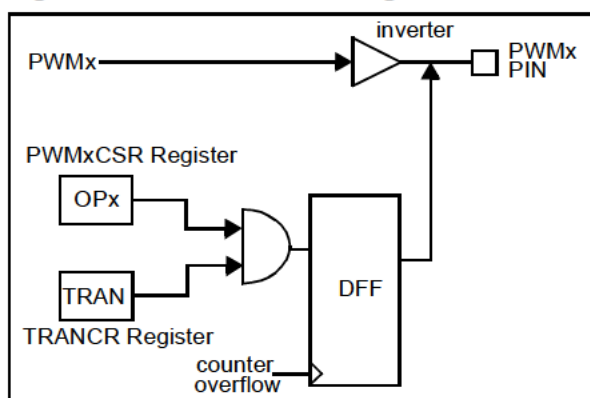 inverter
PWMx
PWMx
PIN
PWMxCSR Register
OPx
TRAN
DFF
TRANCR Register
counter
overflow